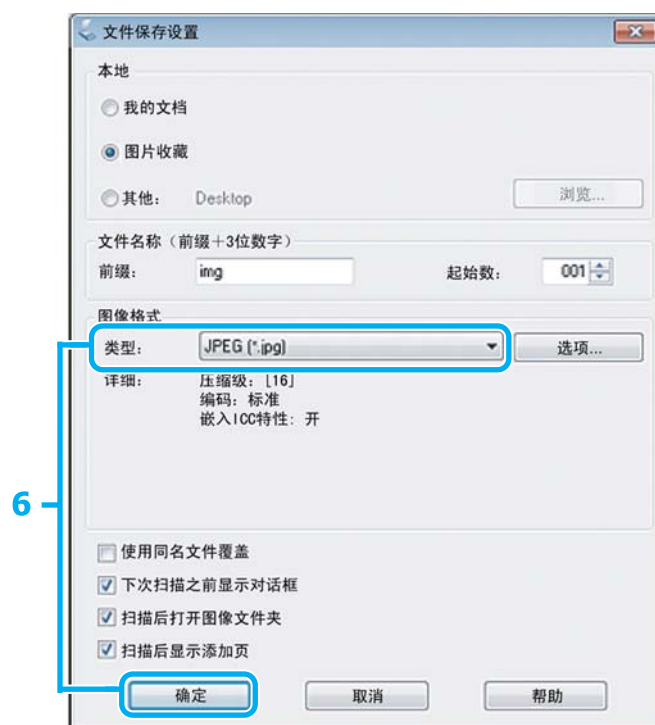 文件保存设置
本地
我的文档
图片收藏
其他： Desktop 浏览...
文件名称（前缀＋3位数字）
前缀： img 起始数： 001
图像格式
类型： JPEG (*.jpg) 选项...
详细： 压缩级：[16]
编码：标准
嵌入ICC特性：开
6
使用同名文件覆盖
下次扫描之前显示对话框
扫描后打开图像文件夹
扫描后显示添加页
确定 取消 帮助